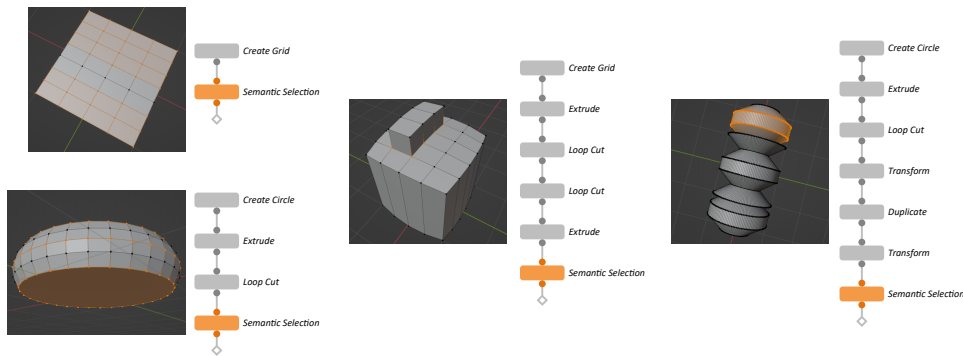 Create Grid
Semantic Selection
Create Circle
Extrude
Loop Cut
Semantic Selection
Create Grid
Extrude
Loop Cut
Loop Cut
Extrude
Semantic Selection
Create Circle
Extrude
Loop Cut
Transform
Duplicate
Transform
Semantic Selection